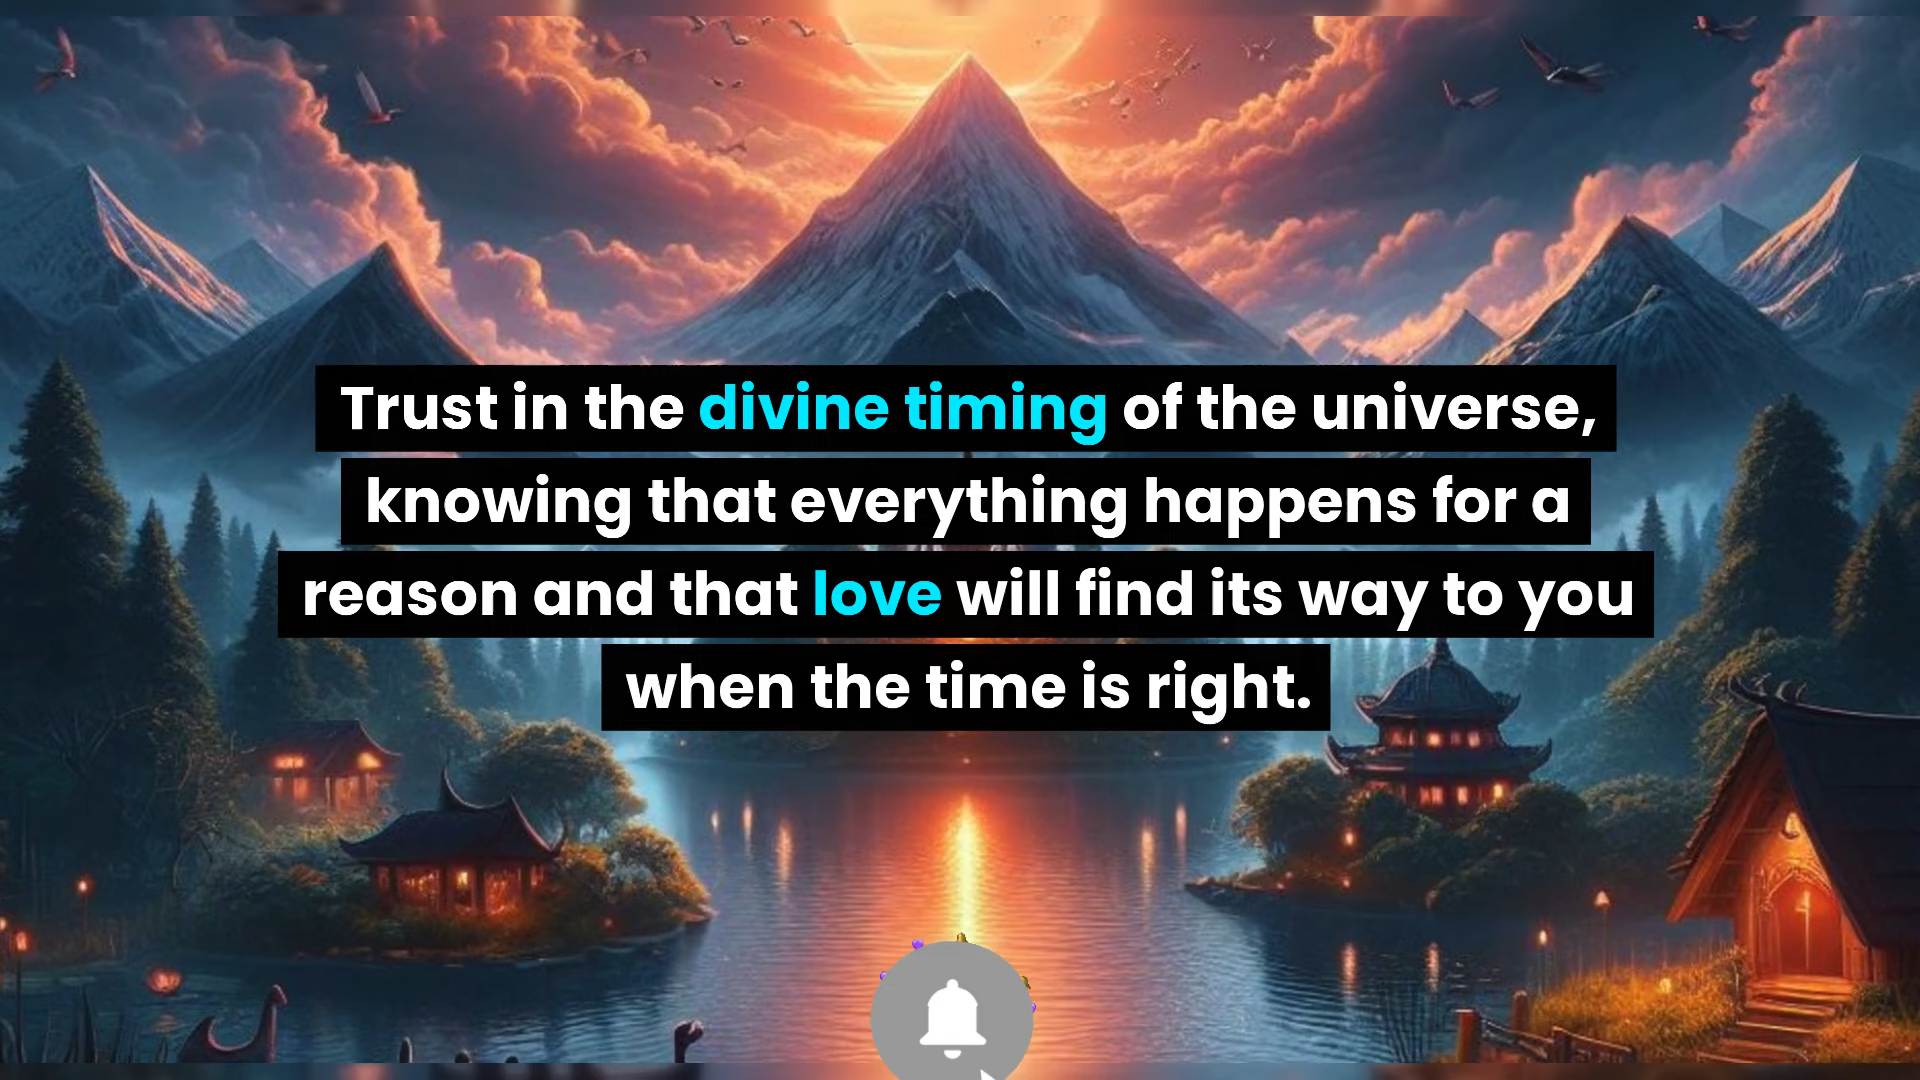 Trust in the divine timing of the universe,
knowing that everything happens for a
reason and that love will find its way to you
when the time is right.